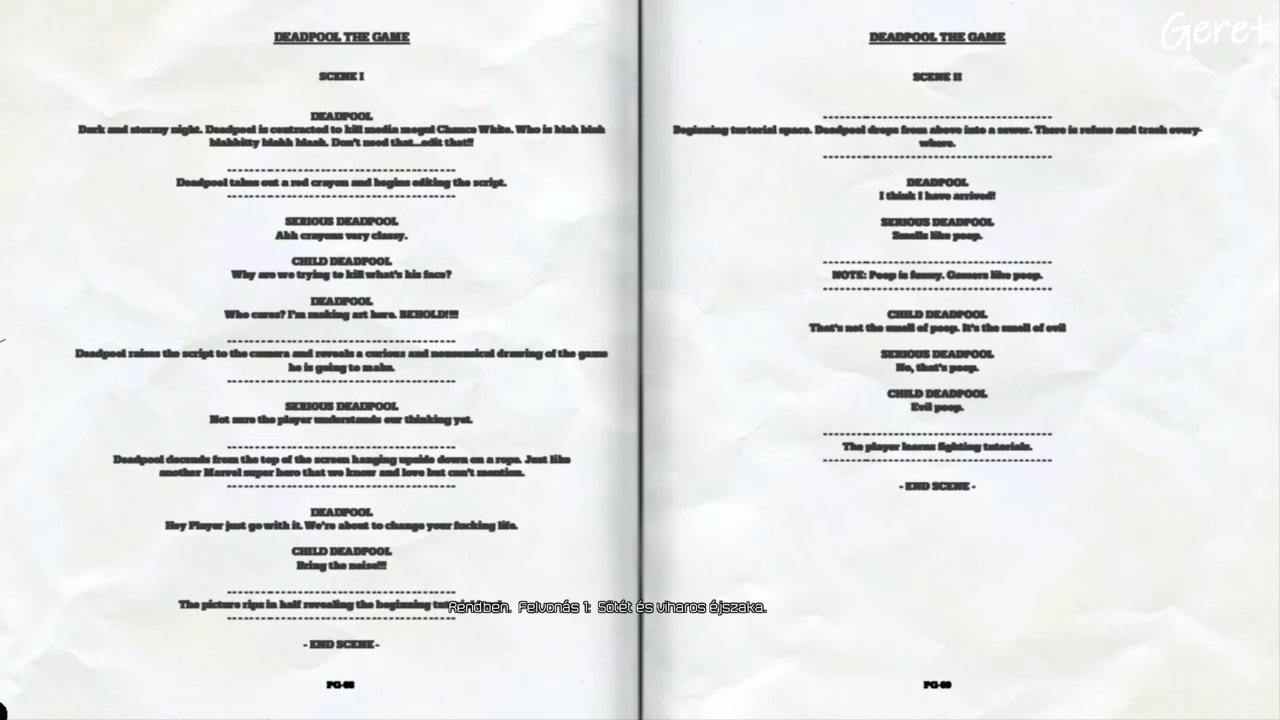 Geret
DEADPOOL THE GAME
SCENE I
DEADPOOL
Dark and stormy night. Deadpool is contracted to kill media mogul Chance White. Who is blah blah
blahbitty blahh blank. Don't need that...edit that!!
Deadpool takes out a red crayon and begins editing the script.
SERIOUS DEADPOOL
Ahh crayons very classy.
CHILD DEADPOOL
Why are we trying to kill what's his face?
DEADPOOL
Who cares? I'm making art here. BEHOLD!!!!
Deadpool raises the script to the camera and reveals a curious and nonsensical drawing of the game
he is going to make.
SERIOUS DEADPOOL
Not sure the player understands our thinking yet.
Deadpool decends from the top of the screen hanging upside down on a rope. Just like
another Marvel super hero that we know and love but can't mention.
DEADPOOL
Hey Player just go with it. We're about to change your fucking life.
CHILD DEADPOOL
Bring the noise!!!
The picture rips in half revealing the beginning
- END SCENE -
PG-08
DEADPOOL THE GAME
SCENE II
Beginning turtorial space. Deadpool drops from above into a sewer. There is refuse and trash every-
where.
DEADPOOL
I think I have arrived!
SERIOUS DEADPOOL
Smells like poop.
NOTE: Poop is funny. Gamers like poop.
CHILD DEADPOOL
That's not the smell of poop. It's the smell of evil
SERIOUS DEADPOOL
No, that's poop.
CHILD DEADPOOL
Evil poop.
The player learns fighting tutorials.
- END SCENE -
PG-09
Rendben. Felvonás 1: Sötét és viharos éjszaka.